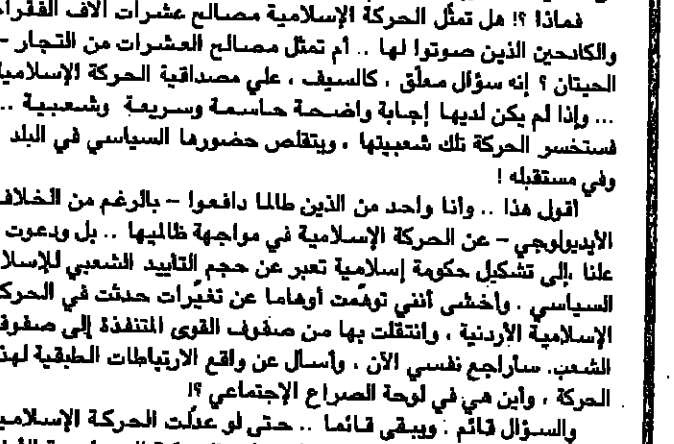 فماذا ؟! هل تمثّل الحركة الإسلامية مصالح عشرات آلاف الفقراء
والكادحين الذين صوتوا لها .. أم تمثل مصالح العشرات من التجار –
الحيتان ؟ إنه سؤال معلّق ، كالسيف ، علي مصداقية الحركة الإسلامية
... وإذا لم يكن لديها إجابة واضحة حاسمة وسريعة وشعبية ..
فستخسر الحركة تلك شعبيتها ، ويتقلص حضورها السياسي في البلد
وفي مستقبله !
أقول هذا .. وأنا واحد من الذين طالما دافعوا – بالرغم من الخلاف
الأيديولوجي – عن الحركة الإسلامية في مواجهة ظالميها .. بل ودعوت
علنا إلى تشكيل حكومة إسلامية تعبر عن حجم التأييد الشعبي للإسلا
السياسي . وأخشى أنني توهّمت أوهاما عن تغيّرات حدثت في الحركة
الإسلامية الأردنية ، وانتقلت بها من صفوف القوى المتنفذة إلى صفوف
الشعب. سأراجع نفسي الآن ، وأسأل عن واقع الارتباطات الطبقية لهذ
الحركة ، وأين هي في لوحة الصراع الإجتماعي ؟!
والسؤال قائم : ويبقى قائما .. حتى لو عدّلت الحركة الإسلامية